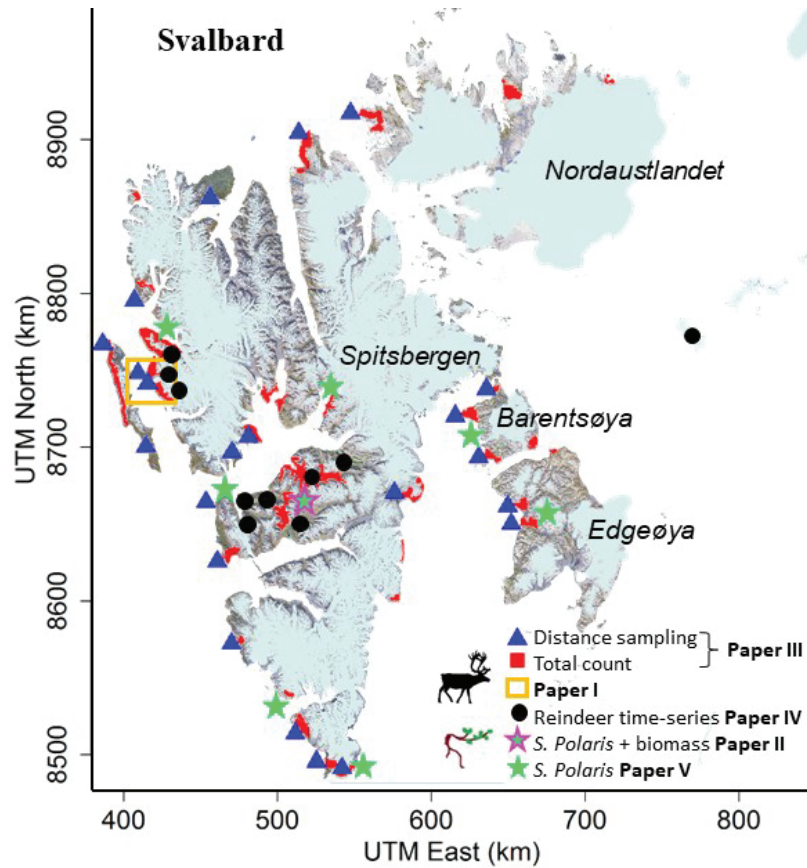 Svalbard
8900
8800
8700
8600
8500
UTM North (km)
Nordaustlandet
Spitsbergen
Barentsøya
Edgeøya
Distance sampling
Total count
Paper III
Paper I
Reindeer time-series Paper IV
S. Polaris + biomass Paper II
S. Polaris Paper V
400 500 600 700 800
UTM East (km)